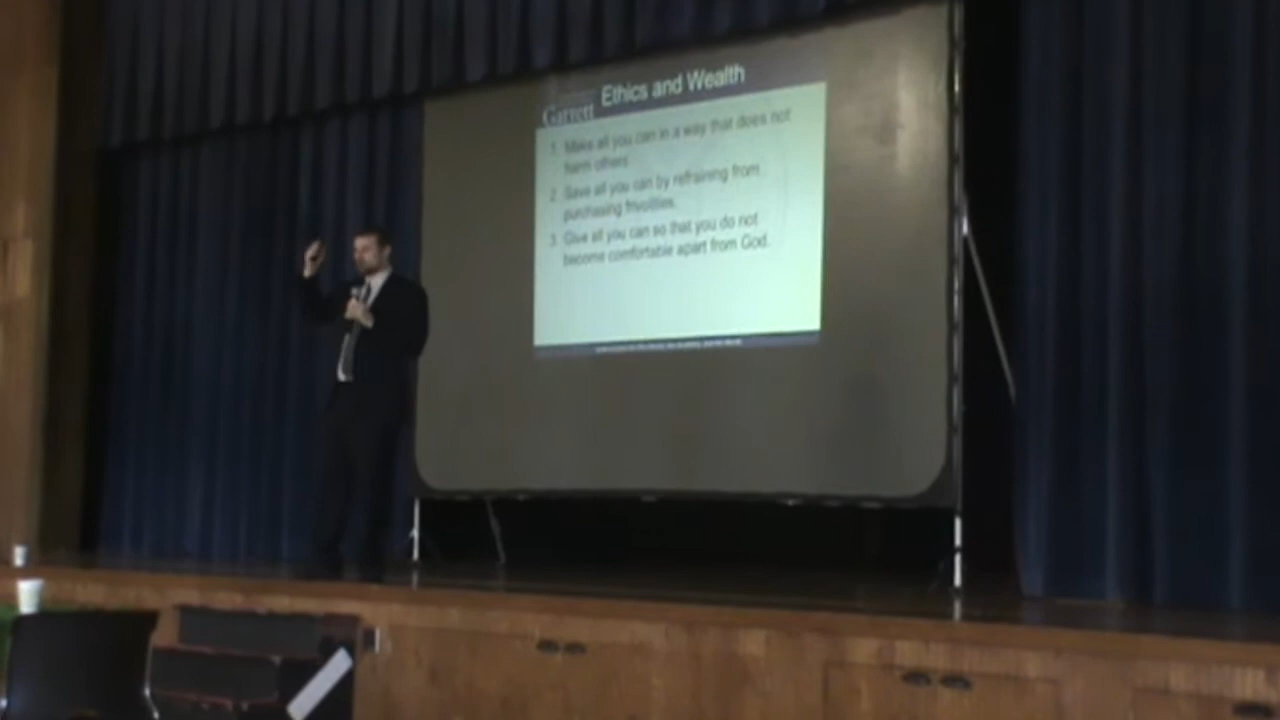 Ethics and Wealth
Garrett
1. Make all you can in a way that does not
harm others
2. Save all you can by refraining from
purchasing frivolities.
3. Give all you can so that you do not
become comfortable apart from God.